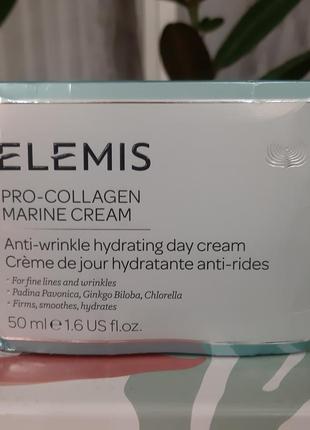 ELEMIS
PRO-COLLAGEN
MARINE CREAM
Anti-wrinkle hydrating day cream
Crème de jour hydratante anti-rides
· For fine lines and wrinkles
· Padina Pavonica, Ginkgo Biloba, Chlorella
· Firms, smoothes, hydrates
50 ml ℮ 1.6 US fl.oz.